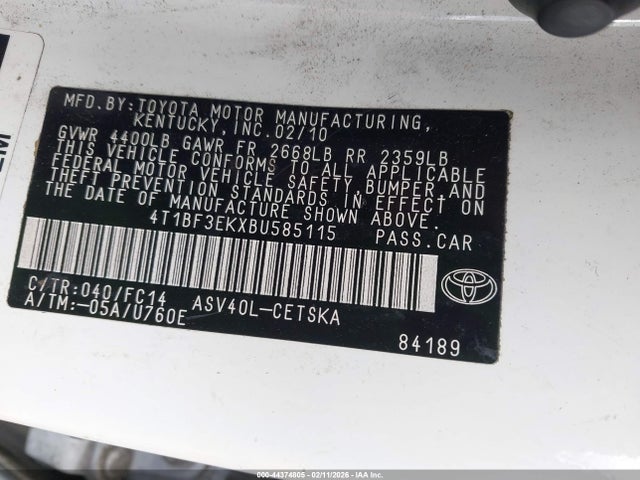 MFD.BY:TOYOTA MOTOR MANUFACTURING,
KENTUCKY,INC.02/10
GVWR 4400LB GAWR FR 2668LB RR 2359LB
THIS VEHICLE CONFORMS TO ALL APPLICABLE
FEDERAL MOTOR VEHICLE SAFETY,BUMPER,AND
THEFT PREVENTION STANDARDS IN EFFECT ON
THE DATE OF MANUFACTURE SHOWN ABOVE.
4T1BF3EKXBU585115 PASS.CAR
C/TR:040/FC14
A/TM:-05A/U760E ASV40L-CETSKA
TOYOTA
84189
000-44374805 - 02/11/2026 - IAA Inc.